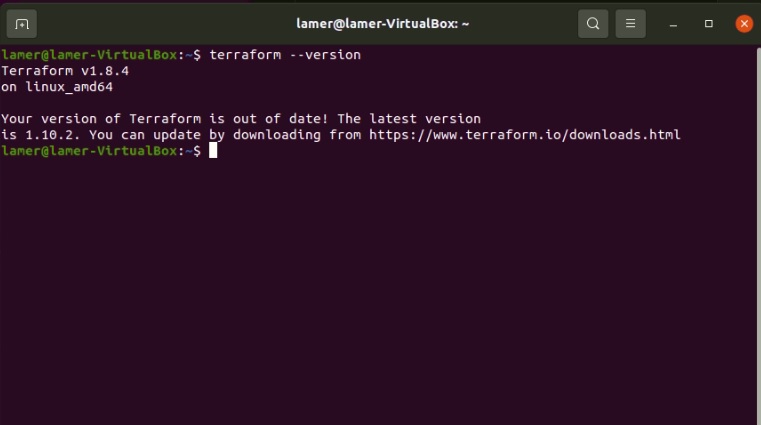 lamer@lamer-VirtualBox: ~
lamer@lamer-VirtualBox:~$ terraform --version
Terraform v1.8.4
on linux_amd64
Your version of Terraform is out of date! The latest version
is 1.10.2. You can update by downloading from https://www.terraform.io/downloads.html
lamer@lamer-VirtualBox:~$